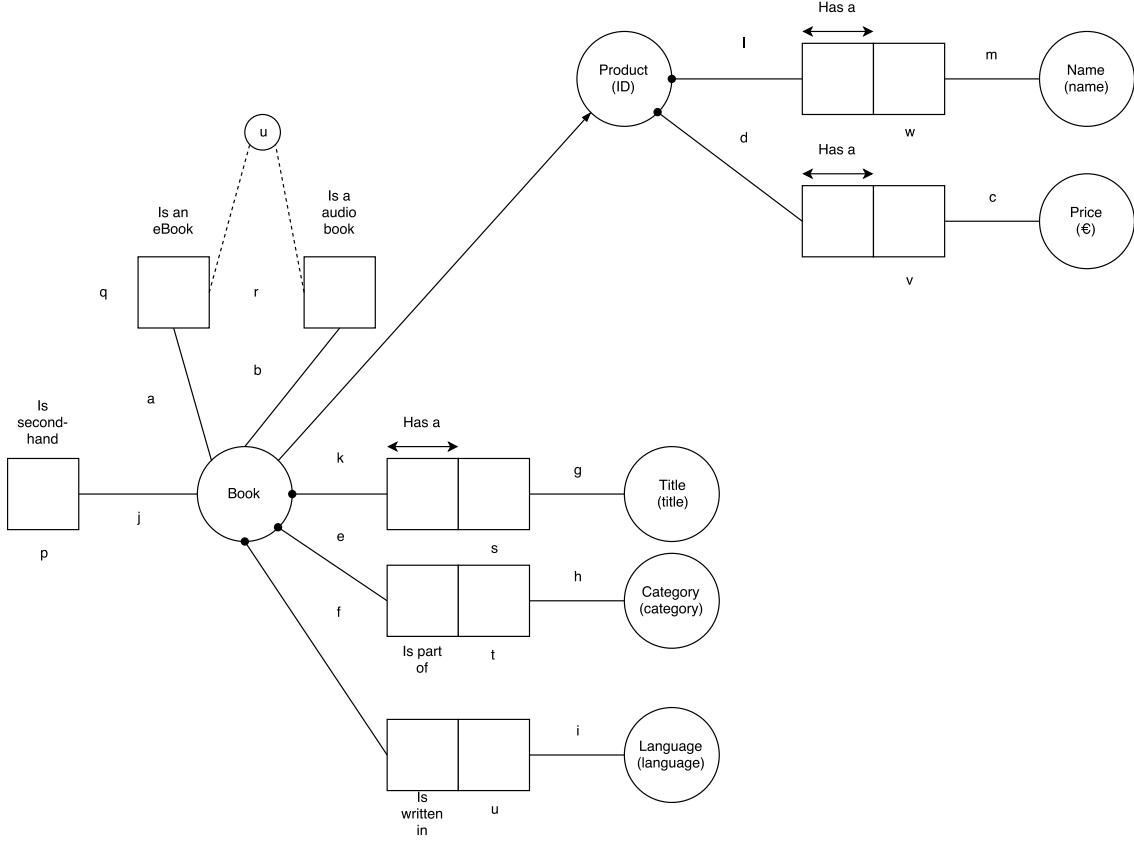 Has a
Product
(ID)
l
m
Name
(name)
w
u
d
Has a
Is an
eBook
Is a
audio
book
c
Price
(€)
v
q
r
b
a
Is
second-
hand
Has a
k
g
Book
Title
(title)
j
p
e
s
h
Category
(category)
f
Is part
of
t
i
Language
(language)
Is
written
in
u